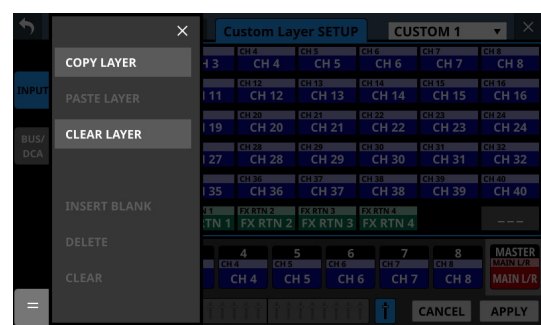 ×
Custom Layer SETUP
CUSTOM 1
×
COPY LAYER
PASTE LAYER
CLEAR LAYER
INSERT BLANK
DELETE
CLEAR
INPUT
BUS/
DCA
CH 4 CH 5 CH 6 CH 7 CH 8
H 3 CH 4 CH 5 CH 6 CH 7 CH 8
CH 12 CH 13 CH 14 CH 15 CH 16
11 CH 12 CH 13 CH 14 CH 15 CH 16
CH 20 CH 21 CH 22 CH 23 CH 24
19 CH 20 CH 21 CH 22 CH 23 CH 24
CH 28 CH 29 CH 30 CH 31 CH 32
27 CH 28 CH 29 CH 30 CH 31 CH 32
CH 36 CH 37 CH 38 CH 39 CH 40
35 CH 36 CH 37 CH 38 CH 39 CH 40
N 1 FX RTN 2 FX RTN 3 FX RTN 4
RTN 1 FX RTN 2 FX RTN 3 FX RTN 4 ---
4 5 6 7 8 MASTER
CH 4 CH 5 CH 6 CH 7 CH 8 MAIN L/R
CH 4 CH 5 CH 6 CH 7 CH 8 MAIN L/R
CANCEL APPLY